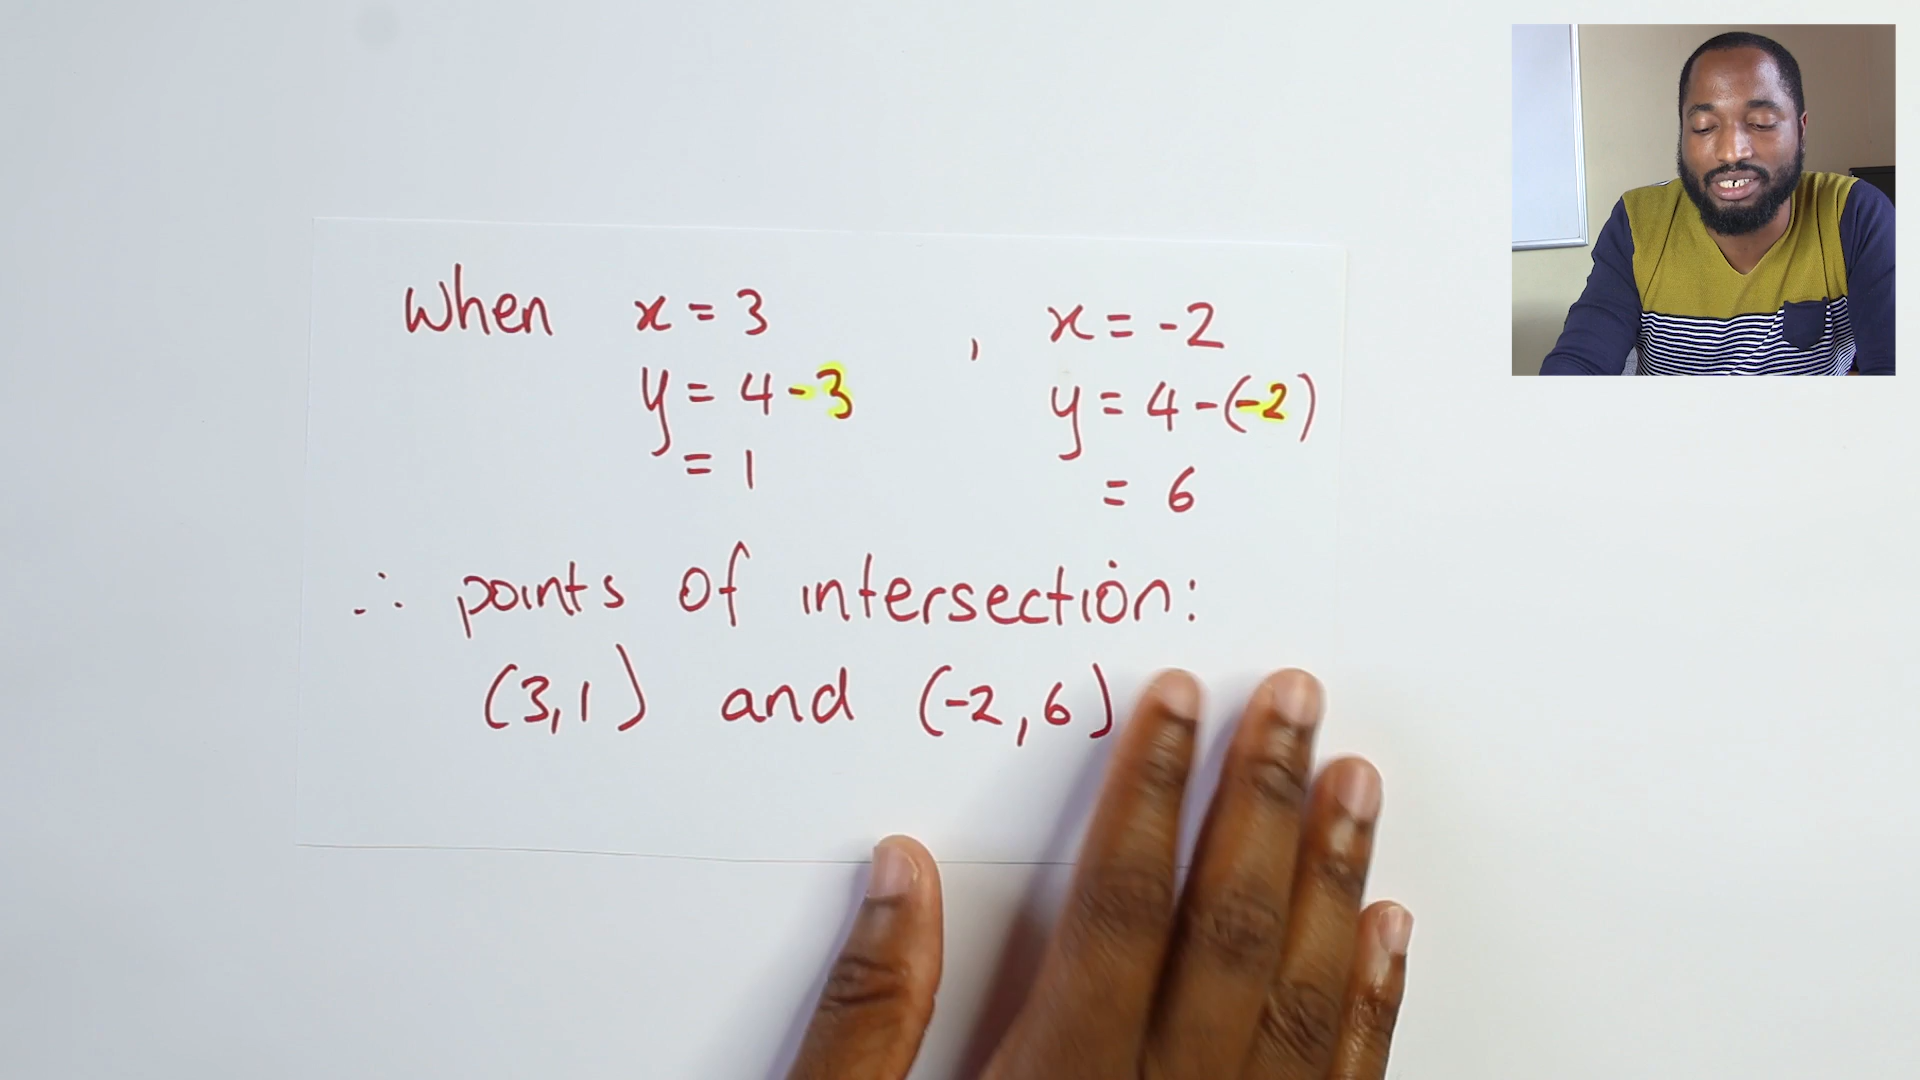 When x = 3 , x = -2
y = 4 - 3 y = 4 - (-2)
= 1 = 6
∴ points of intersection:
(3,1) and (-2,6)